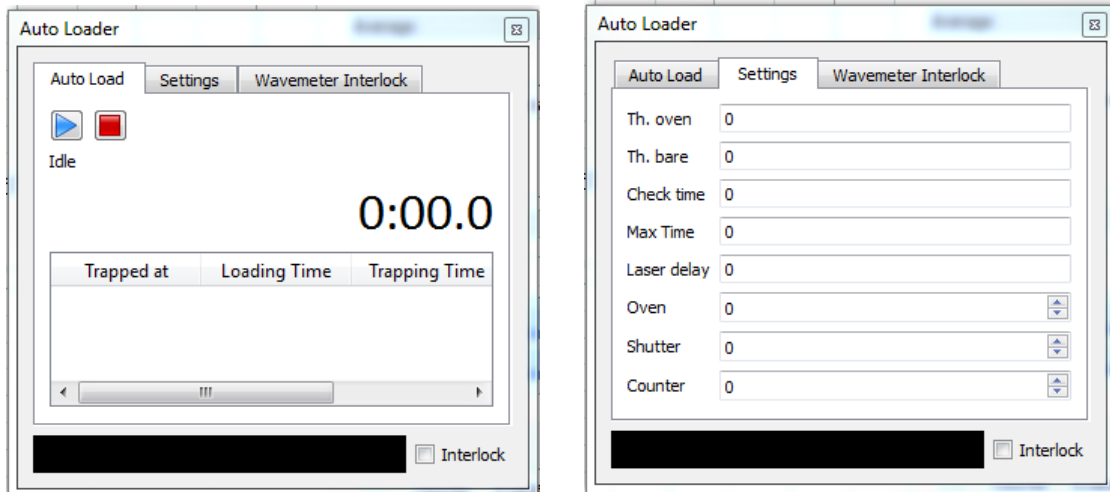 Auto Loader
Auto Load Settings Wavemeter Interlock
Idle
0:00.0
Trapped at Loading Time Trapping Time
Interlock
Auto Loader
Auto Load Settings Wavemeter Interlock
Th. oven 0
Th. bare 0
Check time 0
Max Time 0
Laser delay 0
Oven 0
Shutter 0
Counter 0
Interlock